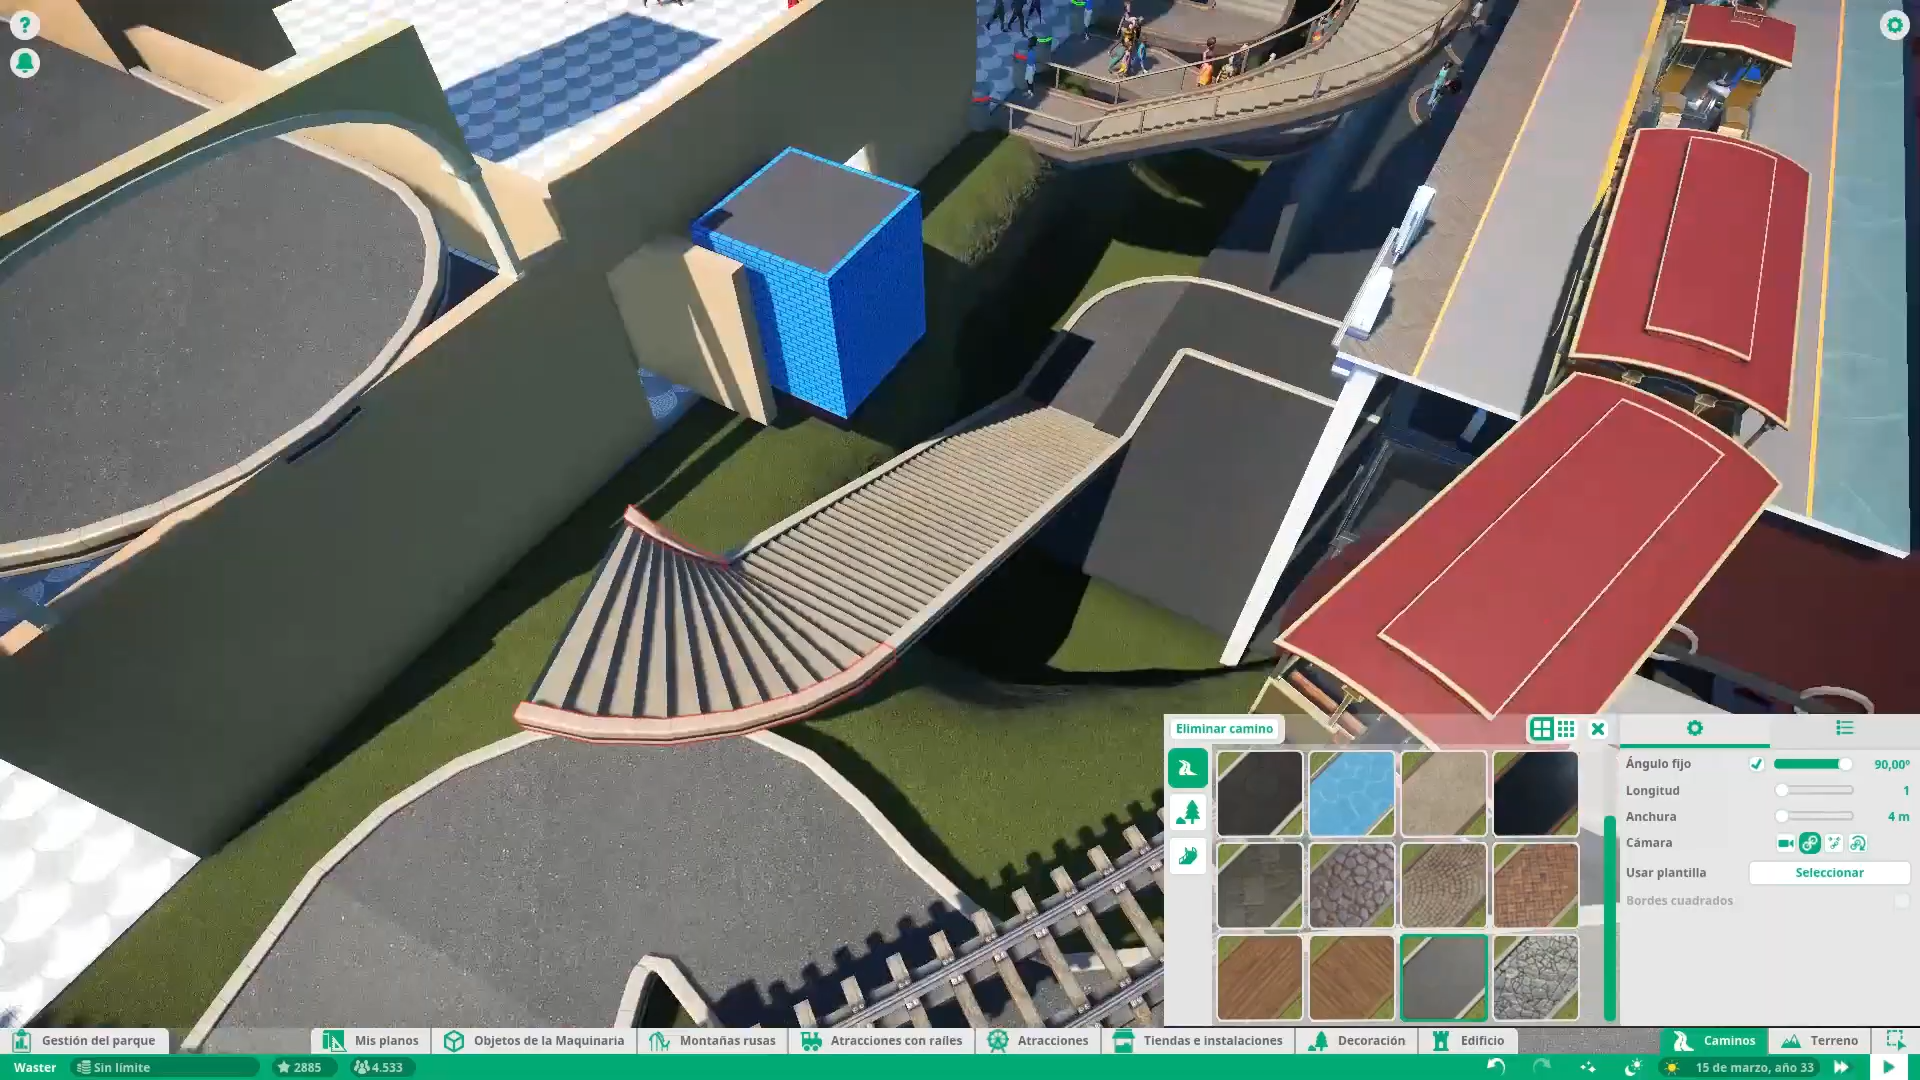 ?
Eliminar camino
Ángulo fijo
90,00º
Longitud
1
Anchura
4 m
Cámara
Usar plantilla
Seleccionar
Bordes cuadrados
Gestión del parque
Mis planos
Objetos de la Maquinaria
Montañas rusas
Atracciones con raíles
Atracciones
Tiendas e instalaciones
Decoración
Edificio
Caminos
Terreno
Waster
Sin límite
2885
4.533
15 de marzo, año 33